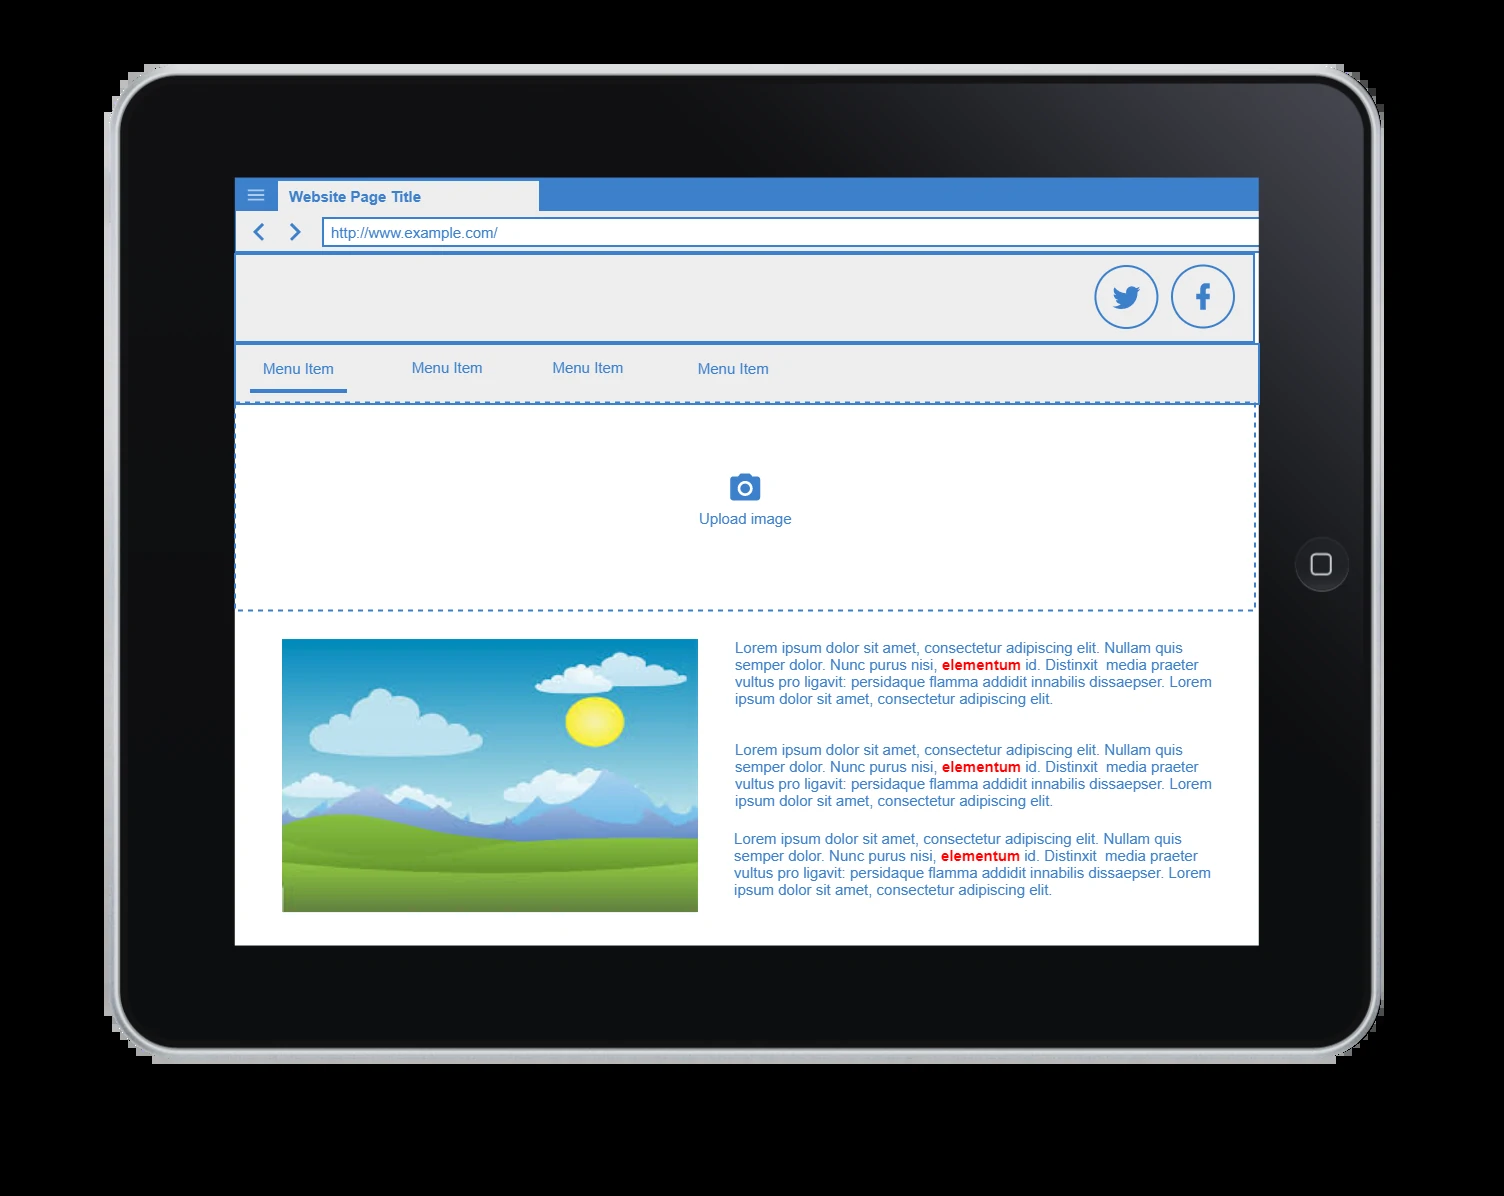 Website Page Title
http://www.example.com/
Menu Item Menu Item Menu Item Menu Item
Upload image
Lorem ipsum dolor sit amet, consectetur adipiscing elit. Nullam quis
semper dolor. Nunc purus nisi, elementum id. Distinxit  media praeter
vultus pro ligavit: persidaque flamma addidit innabilis dissaepser. Lorem
ipsum dolor sit amet, consectetur adipiscing elit.
Lorem ipsum dolor sit amet, consectetur adipiscing elit. Nullam quis
semper dolor. Nunc purus nisi, elementum id. Distinxit  media praeter
vultus pro ligavit: persidaque flamma addidit innabilis dissaepser. Lorem
ipsum dolor sit amet, consectetur adipiscing elit.
Lorem ipsum dolor sit amet, consectetur adipiscing elit. Nullam quis
semper dolor. Nunc purus nisi, elementum id. Distinxit  media praeter
vultus pro ligavit: persidaque flamma addidit innabilis dissaepser. Lorem
ipsum dolor sit amet, consectetur adipiscing elit.